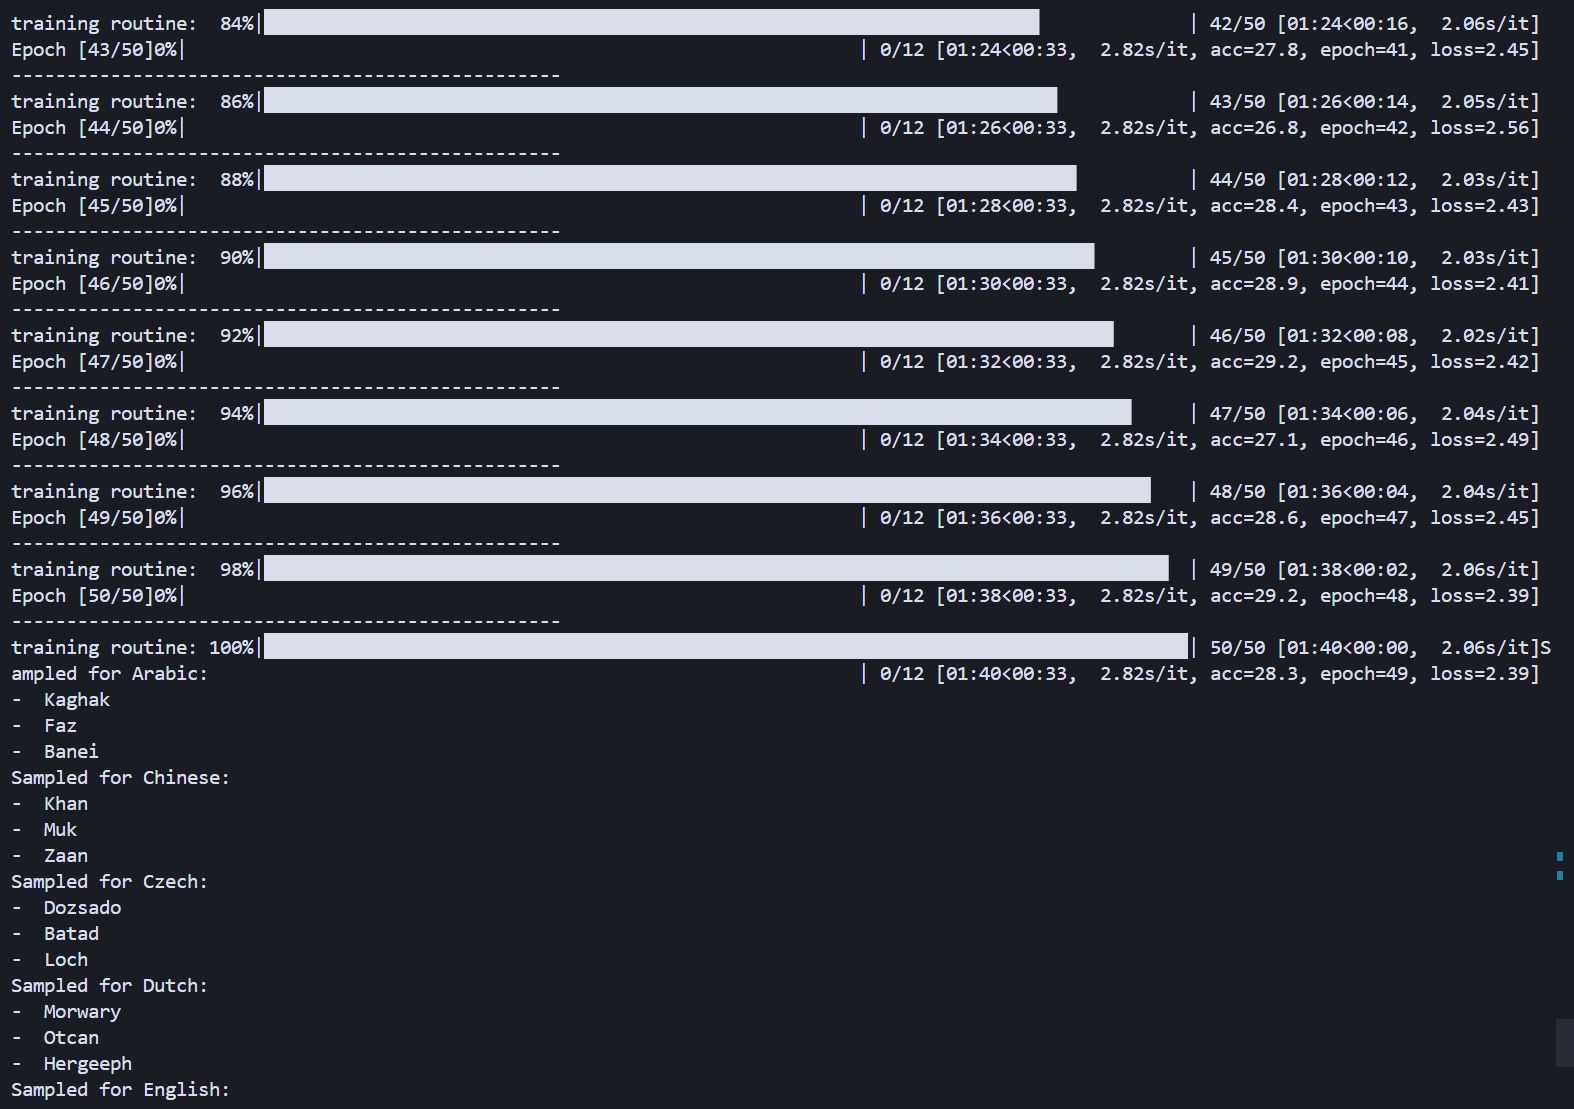 training routine:  84%| | 42/50 [01:24<00:16,  2.06s/it]
Epoch [43/50]0%| | 0/12 [01:24<00:33,  2.82s/it, acc=27.8, epoch=41, loss=2.45]
--------------------------------------------------
training routine:  86%| | 43/50 [01:26<00:14,  2.05s/it]
Epoch [44/50]0%| | 0/12 [01:26<00:33,  2.82s/it, acc=26.8, epoch=42, loss=2.56]
--------------------------------------------------
training routine:  88%| | 44/50 [01:28<00:12,  2.03s/it]
Epoch [45/50]0%| | 0/12 [01:28<00:33,  2.82s/it, acc=28.4, epoch=43, loss=2.43]
--------------------------------------------------
training routine:  90%| | 45/50 [01:30<00:10,  2.03s/it]
Epoch [46/50]0%| | 0/12 [01:30<00:33,  2.82s/it, acc=28.9, epoch=44, loss=2.41]
--------------------------------------------------
training routine:  92%| | 46/50 [01:32<00:08,  2.02s/it]
Epoch [47/50]0%| | 0/12 [01:32<00:33,  2.82s/it, acc=29.2, epoch=45, loss=2.42]
--------------------------------------------------
training routine:  94%| | 47/50 [01:34<00:06,  2.04s/it]
Epoch [48/50]0%| | 0/12 [01:34<00:33,  2.82s/it, acc=27.1, epoch=46, loss=2.49]
--------------------------------------------------
training routine:  96%| | 48/50 [01:36<00:04,  2.04s/it]
Epoch [49/50]0%| | 0/12 [01:36<00:33,  2.82s/it, acc=28.6, epoch=47, loss=2.45]
--------------------------------------------------
training routine:  98%| | 49/50 [01:38<00:02,  2.06s/it]
Epoch [50/50]0%| | 0/12 [01:38<00:33,  2.82s/it, acc=29.2, epoch=48, loss=2.39]
--------------------------------------------------
training routine: 100%| | 50/50 [01:40<00:00,  2.06s/it]S
ampled for Arabic: | 0/12 [01:40<00:33,  2.82s/it, acc=28.3, epoch=49, loss=2.39]
-  Kaghak
-  Faz
-  Banei
Sampled for Chinese:
-  Khan
-  Muk
-  Zaan
Sampled for Czech:
-  Dozsado
-  Batad
-  Loch
Sampled for Dutch:
-  Morwary
-  Otcan
-  Hergeeph
Sampled for English: